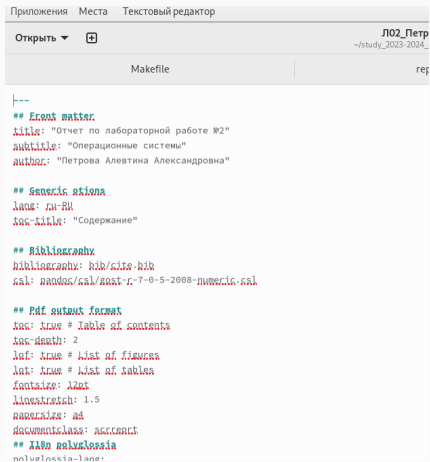 Приложения Места Текстовый редактор
Открыть
Л02_Петр
~/study_2023-2024_
Makefile
rep
---
## Front matter
title: "Отчет по лабораторной работе №2"
subtitle: "Операционные системы"
author: "Петрова Алевтина Александровна"
## Generic otions
lang: ru-RU
toc-title: "Содержание"
## Bibliography
bibliography: bib/cite.bib
csl: pandoc/csl/gost-r-7-0-5-2008-numeric.csl
## Pdf output format
toc: true # Table of contents
toc-depth: 2
lof: true # List of figures
lot: true # List of tables
fontsize: 12pt
linestretch: 1.5
papersize: a4
documentclass: scrreprt
## I18n polyglossia
polyglossia-lang: